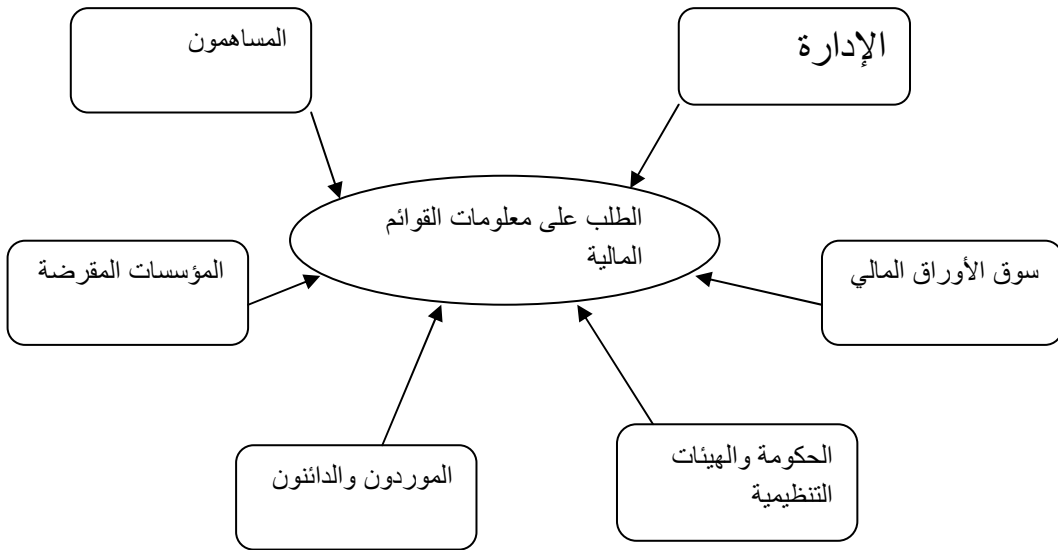 الإدارة
المساهمون
الطلب على معلومات القوائم
المالية
سوق الأوراق المالي
المؤسسات المقرضة
الحكومة والهيئات
التنظيمية
الموردون والدائنون